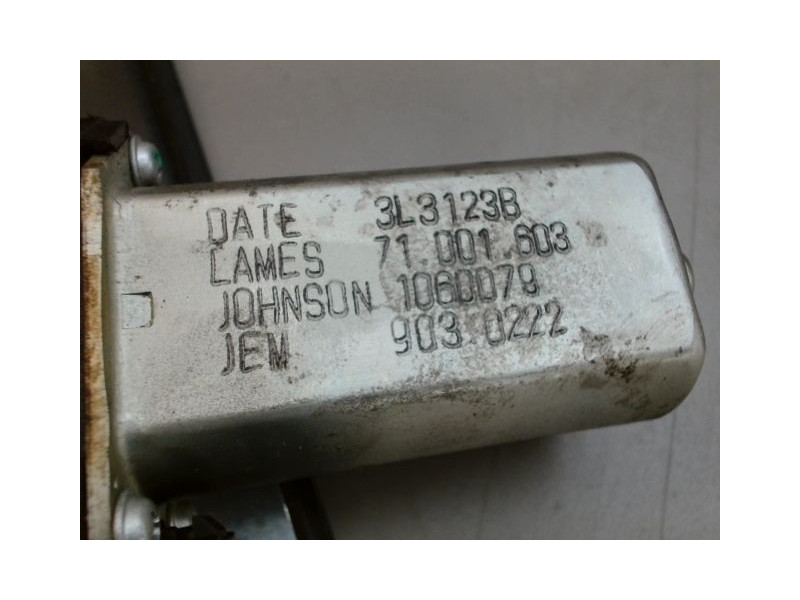 DATE 3L3123B
LAMES 71.001.603
JOHNSON 1060079
JEM 903.0222